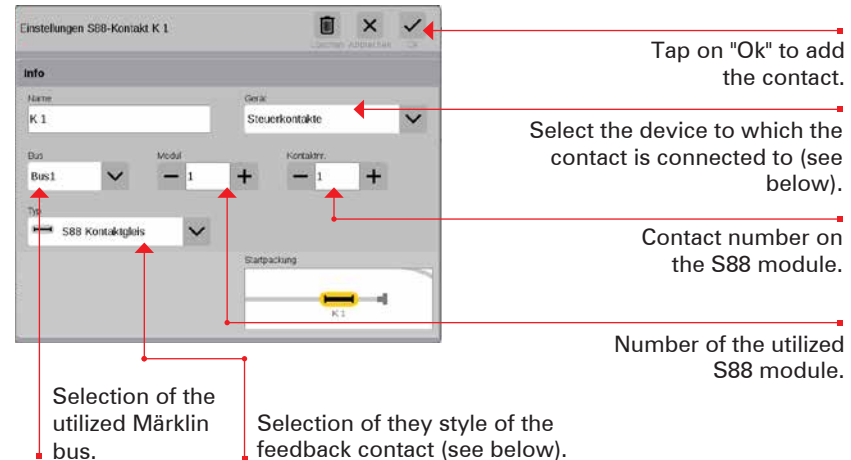 Einstellungen S88-Kontakt K 1
Löschen Abbrechen Ok
Tap on "Ok" to add
the contact.
Info
Name
Gerät
K 1
Steuerkontakte
Select the device to which the
contact is connected to (see
below).
Bus
Modul
Kontaktnr.
Bus1
1
1
Typ
S88 Kontaktgleis
Contact number on
the S88 module.
Startpackung
K 1
Number of the utilized
S88 module.
Selection of the
utilized Märklin
bus.
Selection of they style of the
feedback contact (see below).